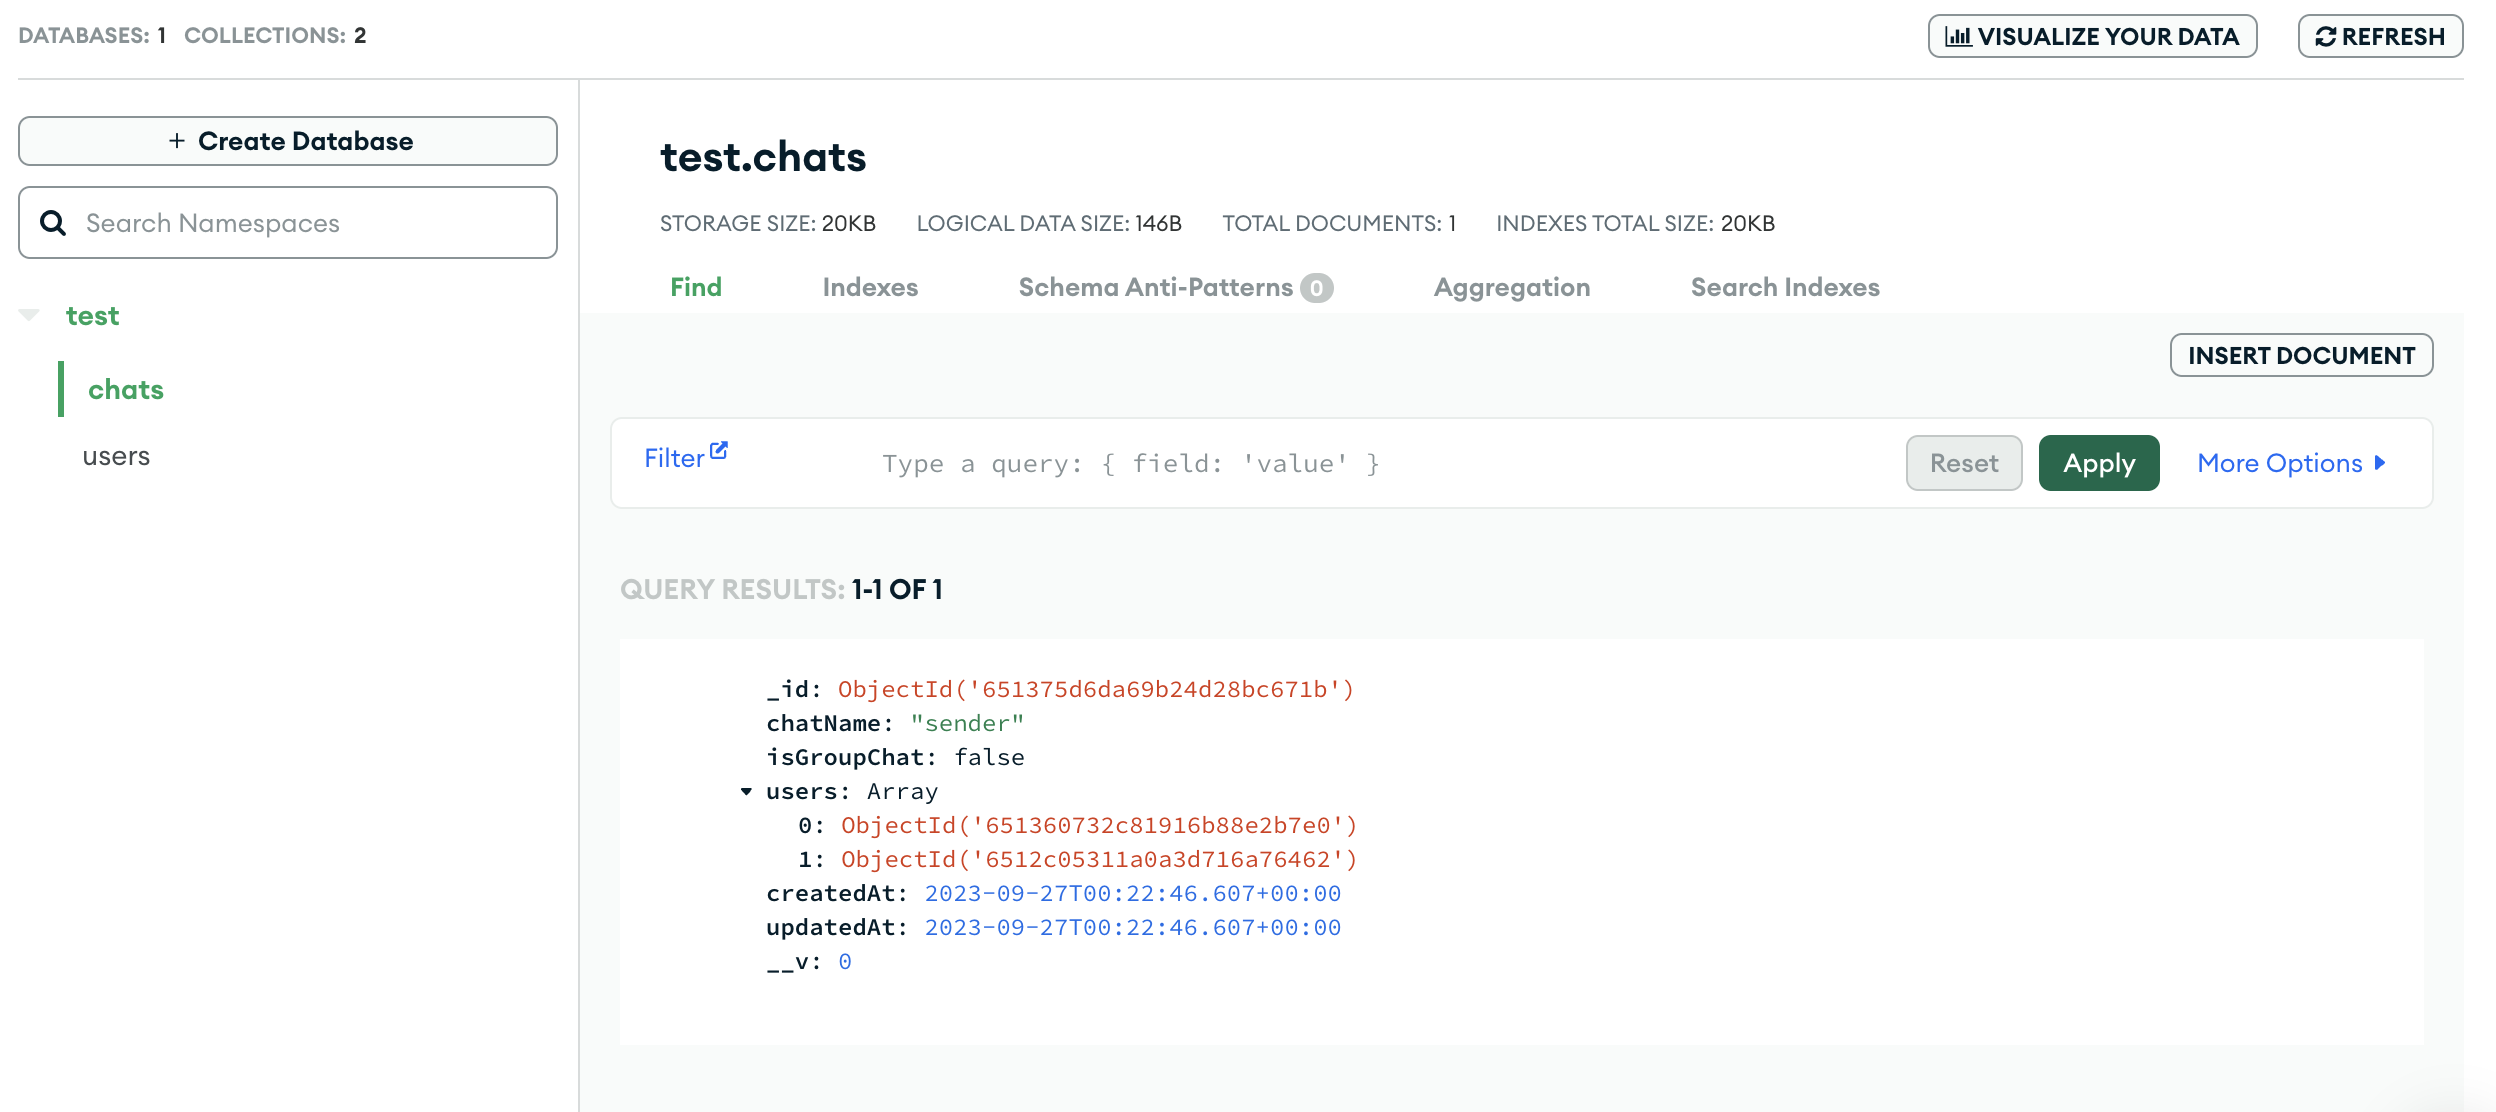 DATABASES: 1 COLLECTIONS: 2
VISUALIZE YOUR DATA
REFRESH
+ Create Database
Search Namespaces
test
chats
users
test.chats
STORAGE SIZE: 20KB LOGICAL DATA SIZE: 146B TOTAL DOCUMENTS: 1 INDEXES TOTAL SIZE: 20KB
Find Indexes Schema Anti-Patterns 0 Aggregation Search Indexes
INSERT DOCUMENT
Filter Type a query: { field: 'value' } Reset Apply More Options
QUERY RESULTS: 1-1 OF 1
_id: ObjectId('651375d6da69b24d28bc671b')
chatName: "sender"
isGroupChat: false
users: Array
0: ObjectId('651360732c81916b88e2b7e0')
1: ObjectId('6512c05311a0a3d716a76462')
createdAt: 2023-09-27T00:22:46.607+00:00
updatedAt: 2023-09-27T00:22:46.607+00:00
__v: 0